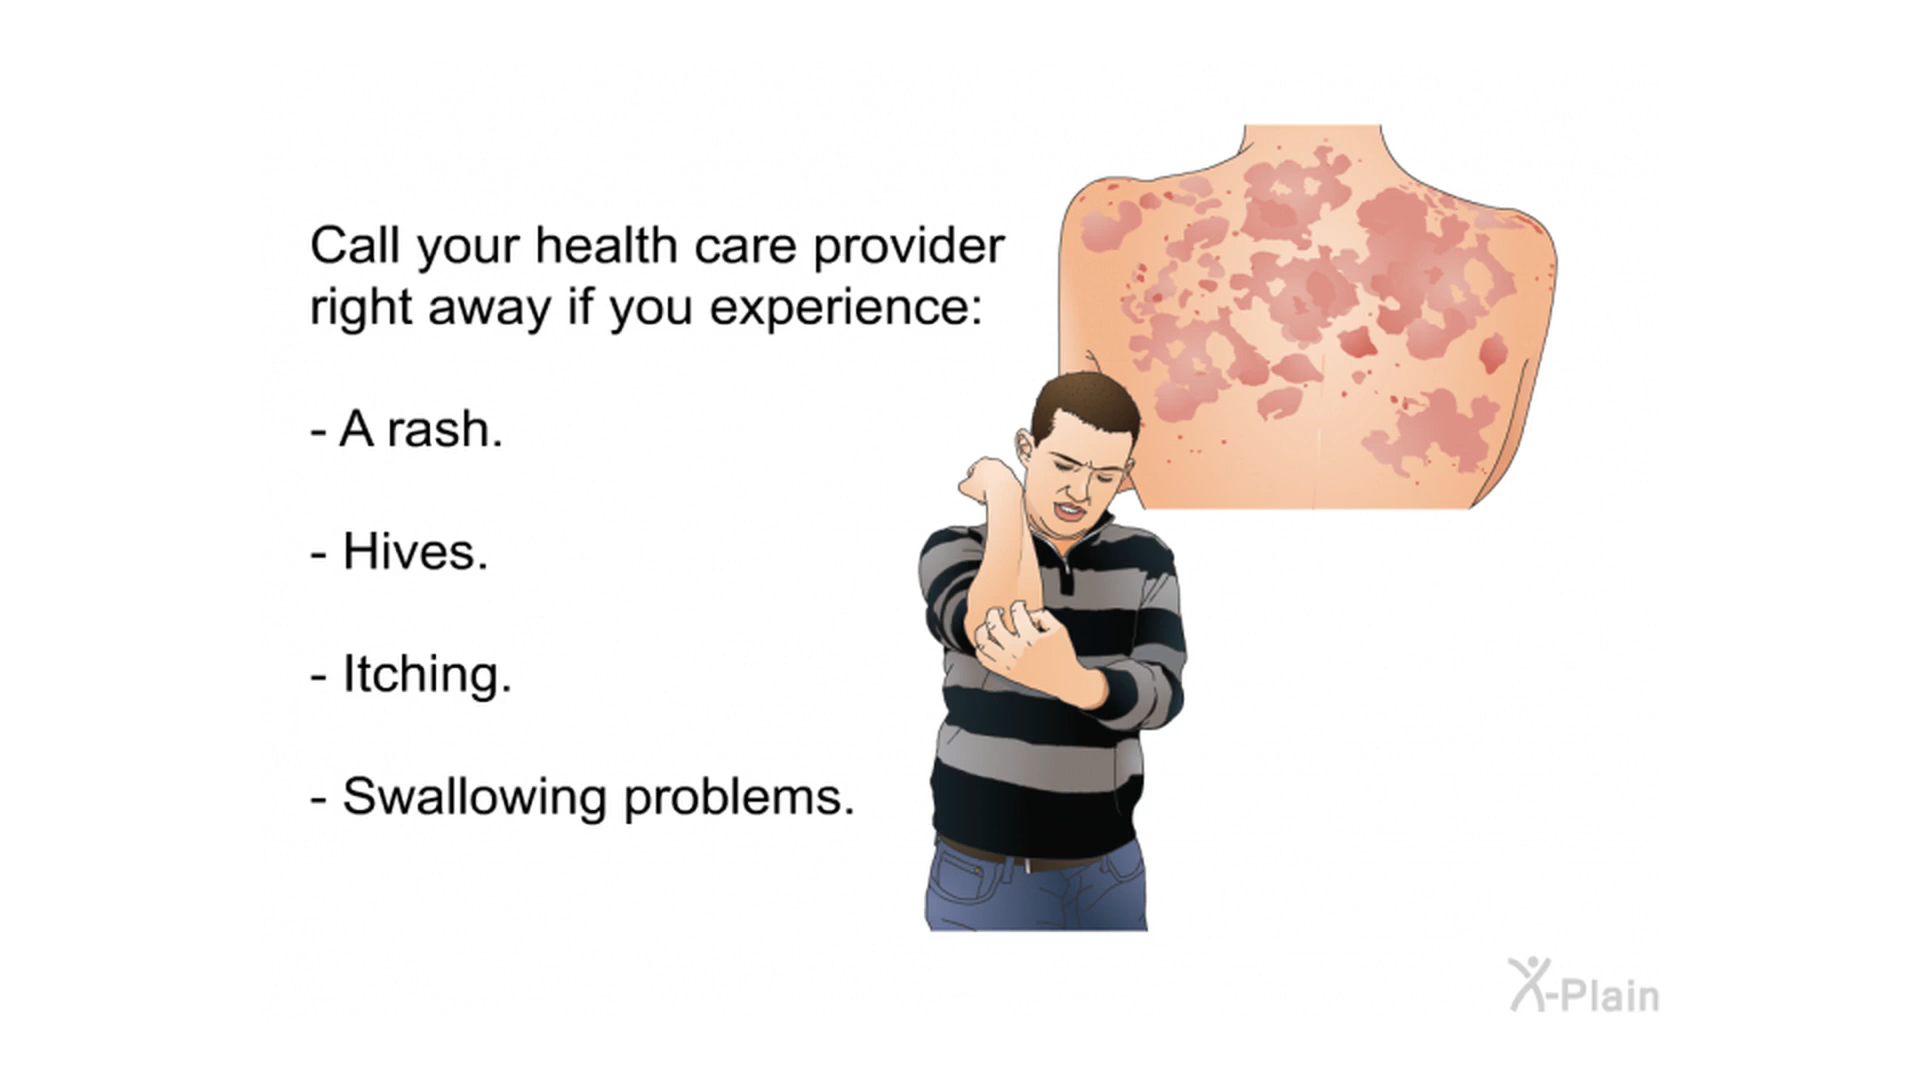 Call your health care provider
right away if you experience:
- A rash.
- Hives.
- Itching.
- Swallowing problems.
X-Plain